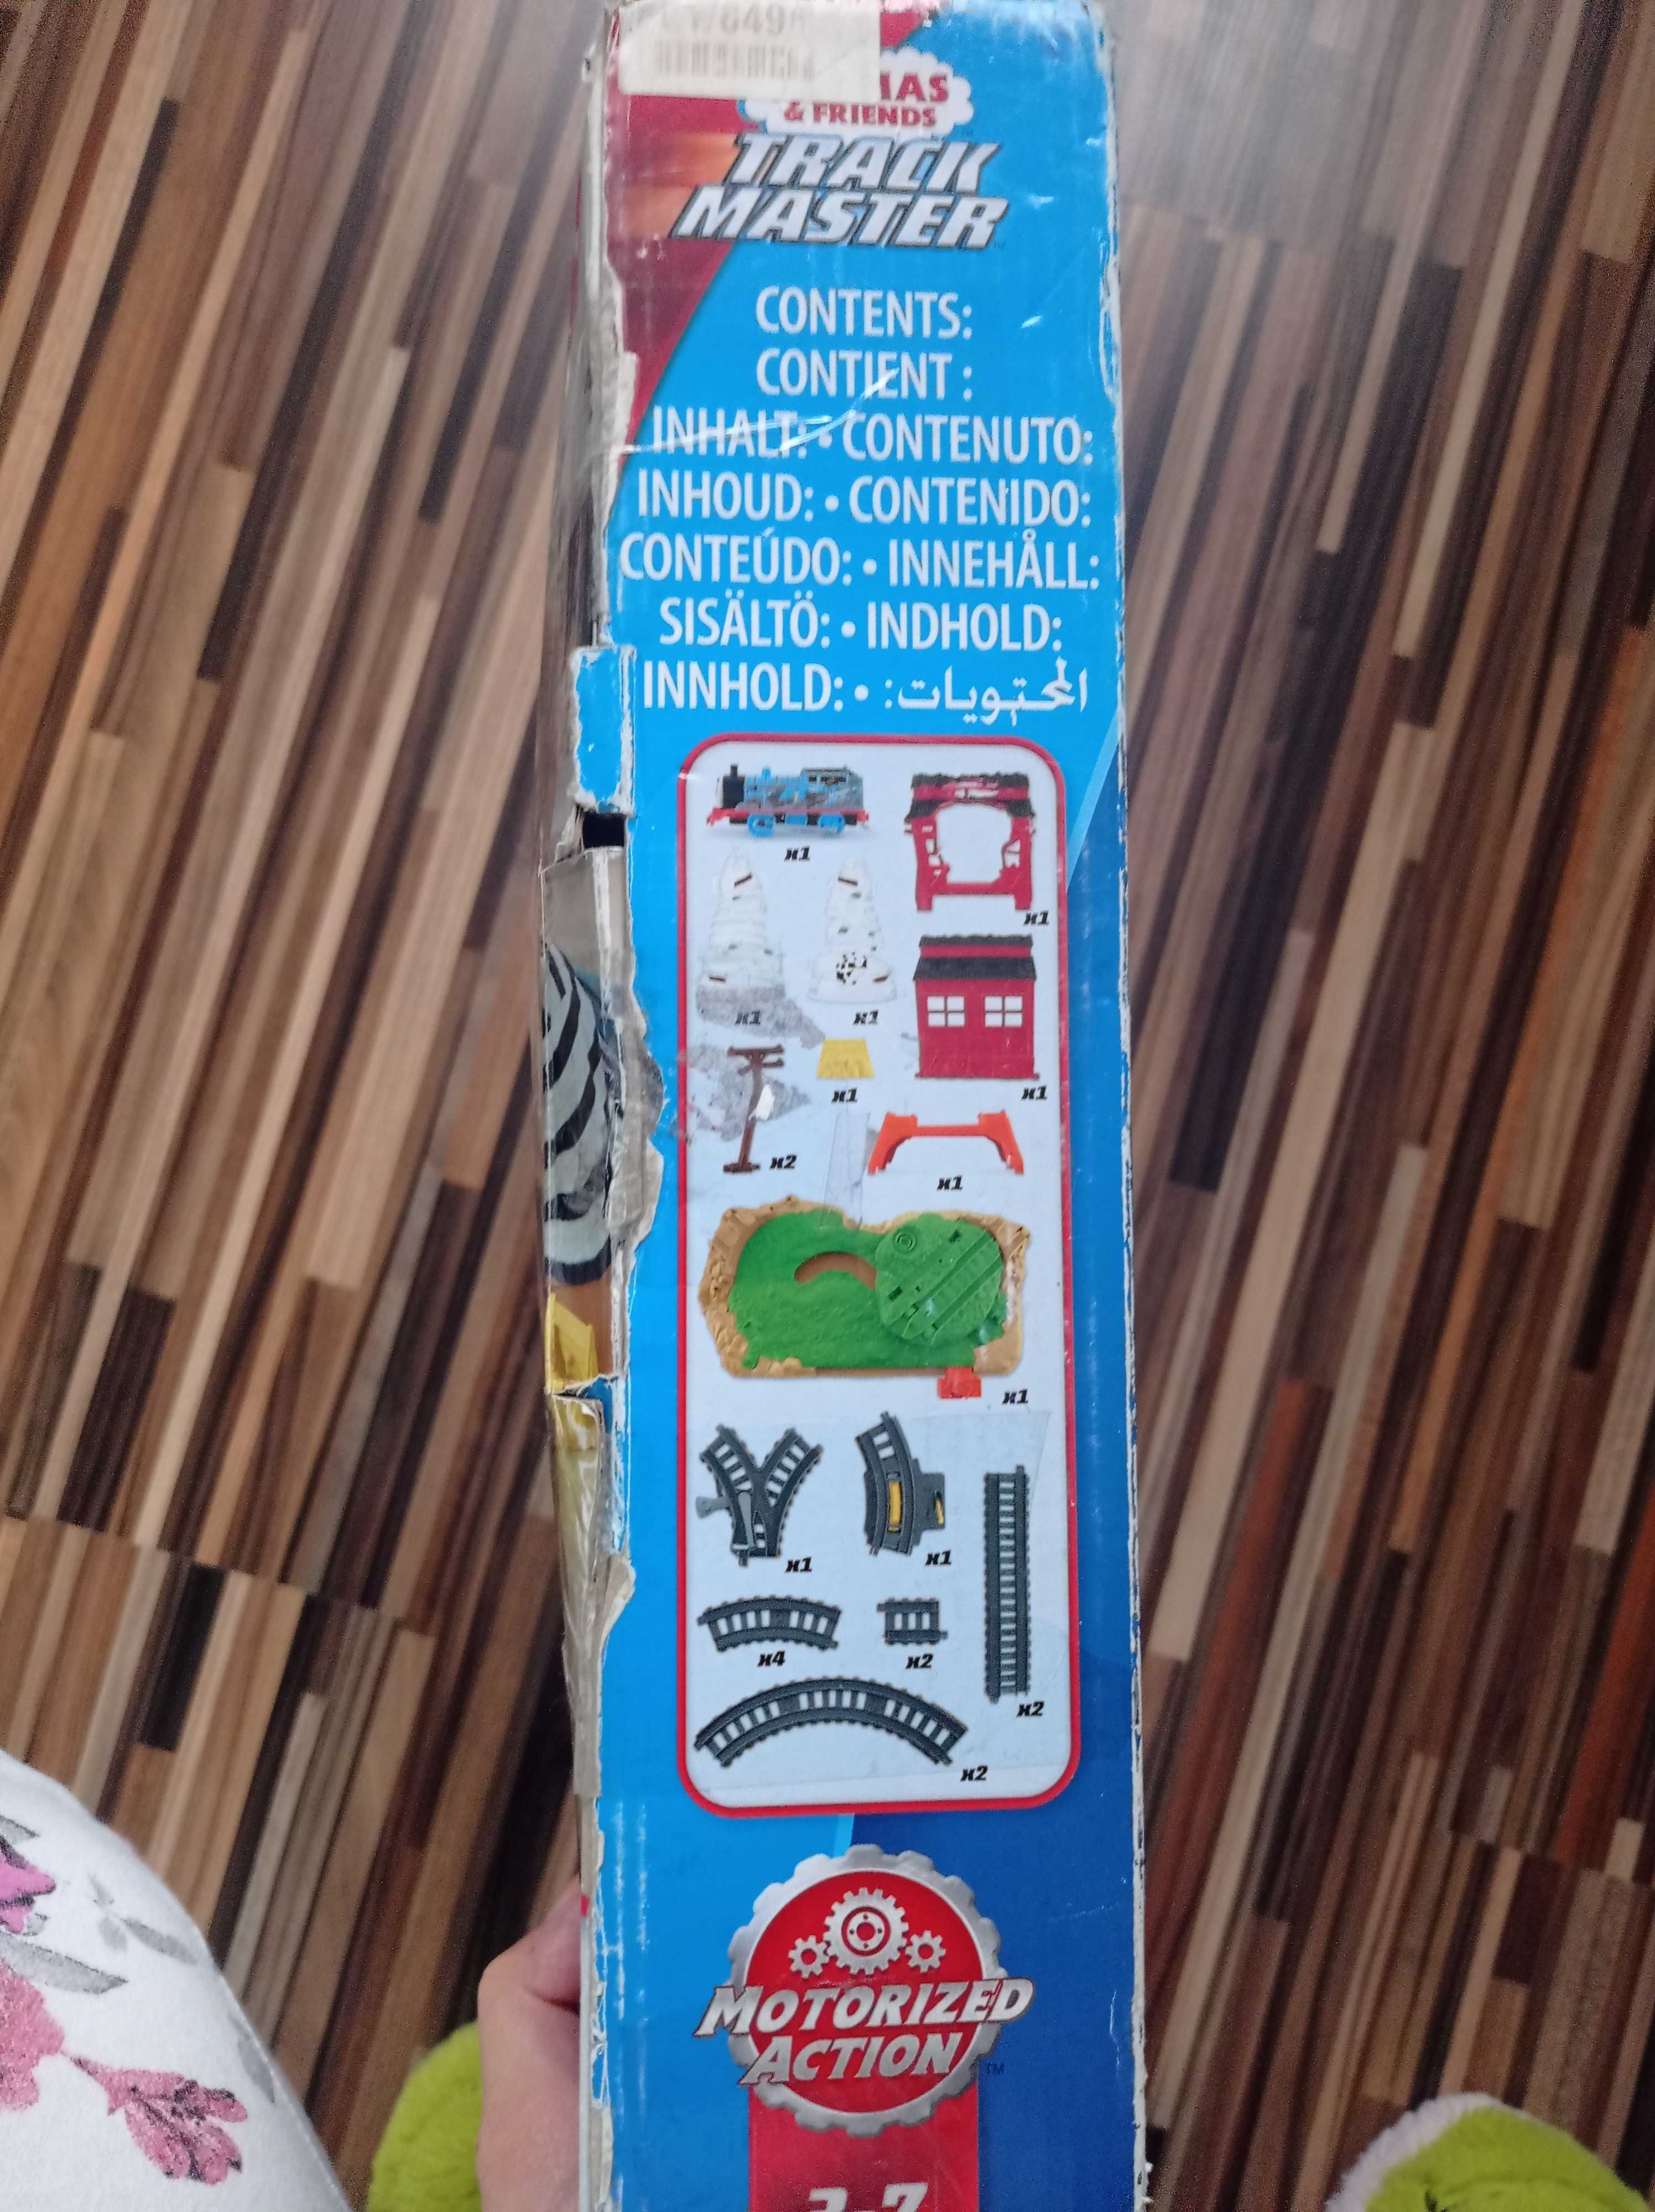 & FRIENDS
TRACK
MASTER
CONTENTS:
CONTIENT :
INHALT: • CONTENUTO:
INHOUD: • CONTENIDO:
CONTEÚDO: • INNEHÅLL:
SISÄLTÖ: • INDHOLD:
INNHOLD: • المحتويات:
x1
x1
x1
x1
x1
x1
x2
x1
x1
x1
x1
x4
x2
x2
x2
MOTORIZED
ACTION™